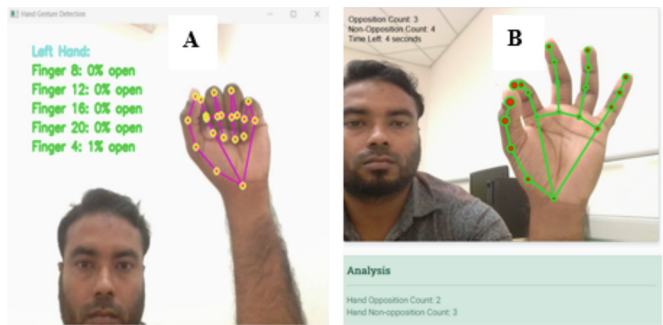 Hand Gesture Detection
A
Left Hand:
Finger 8: 0% open
Finger 12: 0% open
Finger 16: 0% open
Finger 20: 0% open
Finger 4: 1% open
Opposition Count: 3
Non-Opposition Count: 4
Time Left: 4 seconds
B
Analysis
Hand Opposition Count: 2
Hand Non-opposition Count: 3